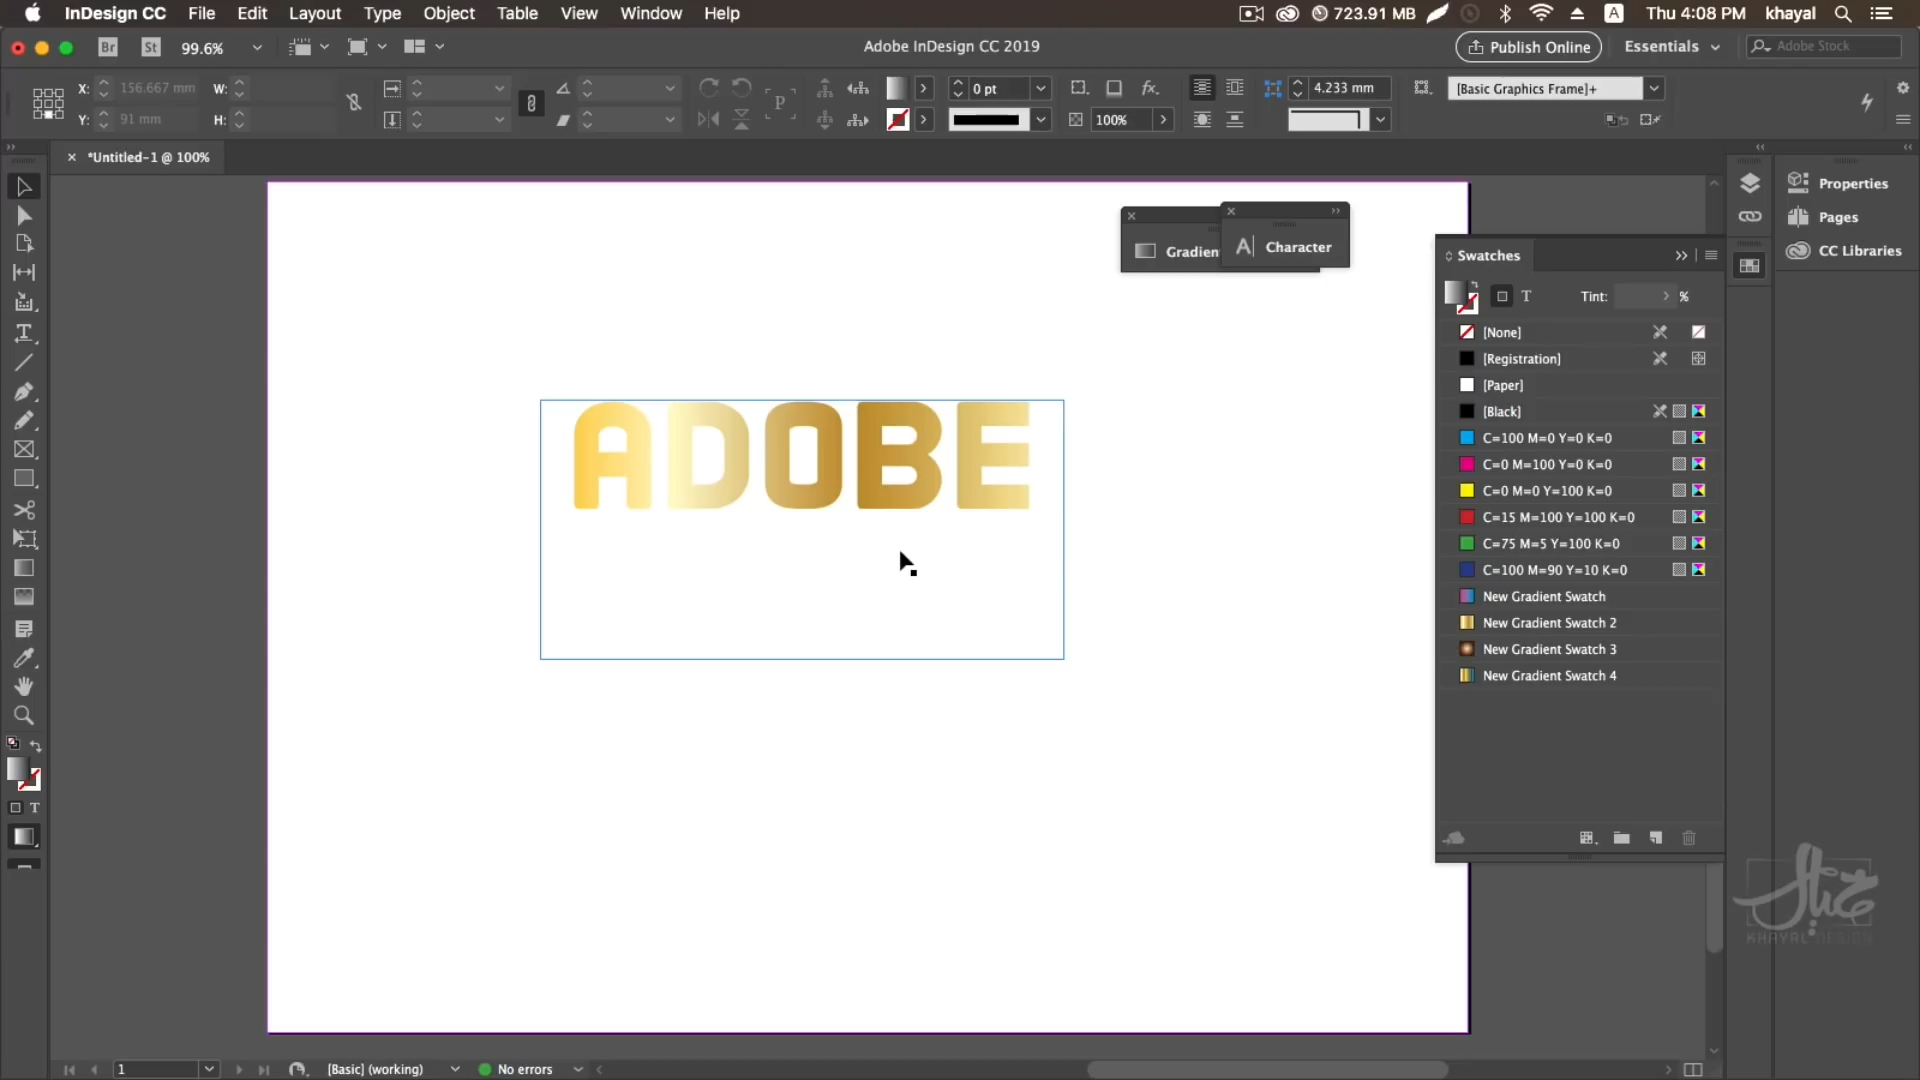 InDesign CC File Edit Layout Type Object Table View Window Help 723.91 MB A Thu 4:08 PM khayal
Br St 99.6% Adobe InDesign CC 2019 Publish Online Essentials Adobe Stock
X: 156.667 mm W: 0 pt fx. 4.233 mm [Basic Graphics Frame]+
Y: 91 mm H: P 100%
× *Untitled-1 @ 100%
Gradien
A Character
Properties
Pages
CC Libraries
Swatches
T Tint: %
[None]
[Registration]
[Paper]
[Black]
C=100 M=0 Y=0 K=0
C=0 M=100 Y=0 K=0
C=0 M=0 Y=100 K=0
C=15 M=100 Y=100 K=0
C=75 M=5 Y=100 K=0
C=100 M=90 Y=10 K=0
New Gradient Swatch
New Gradient Swatch 2
New Gradient Swatch 3
New Gradient Swatch 4
ADOBE
خيال
KHAYAL DESIGN
1 [Basic] (working) No errors